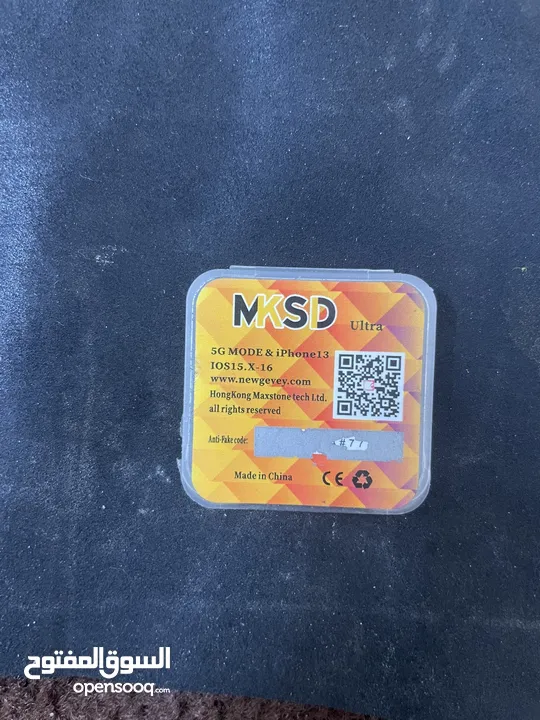 MKSD Ultra
5G MODE & iPhone13
IOS15.X-16
www.newgevey.com
HongKong Maxstone tech Ltd.
all rights reserved
Anti-Fake code:
#77
Made in China CE
السوق المفتوح
opensooq.com